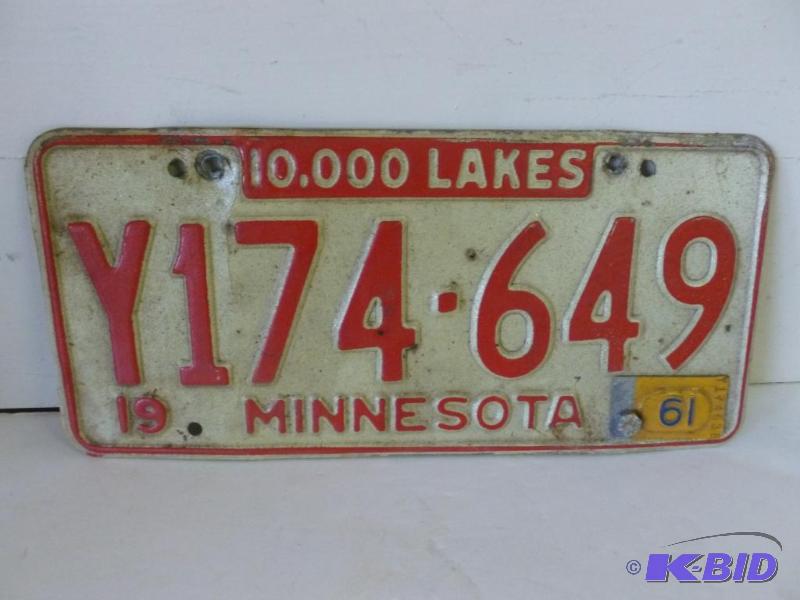 10.000 LAKES
Y174·649
19 MINNESOTA 61
© K-BID